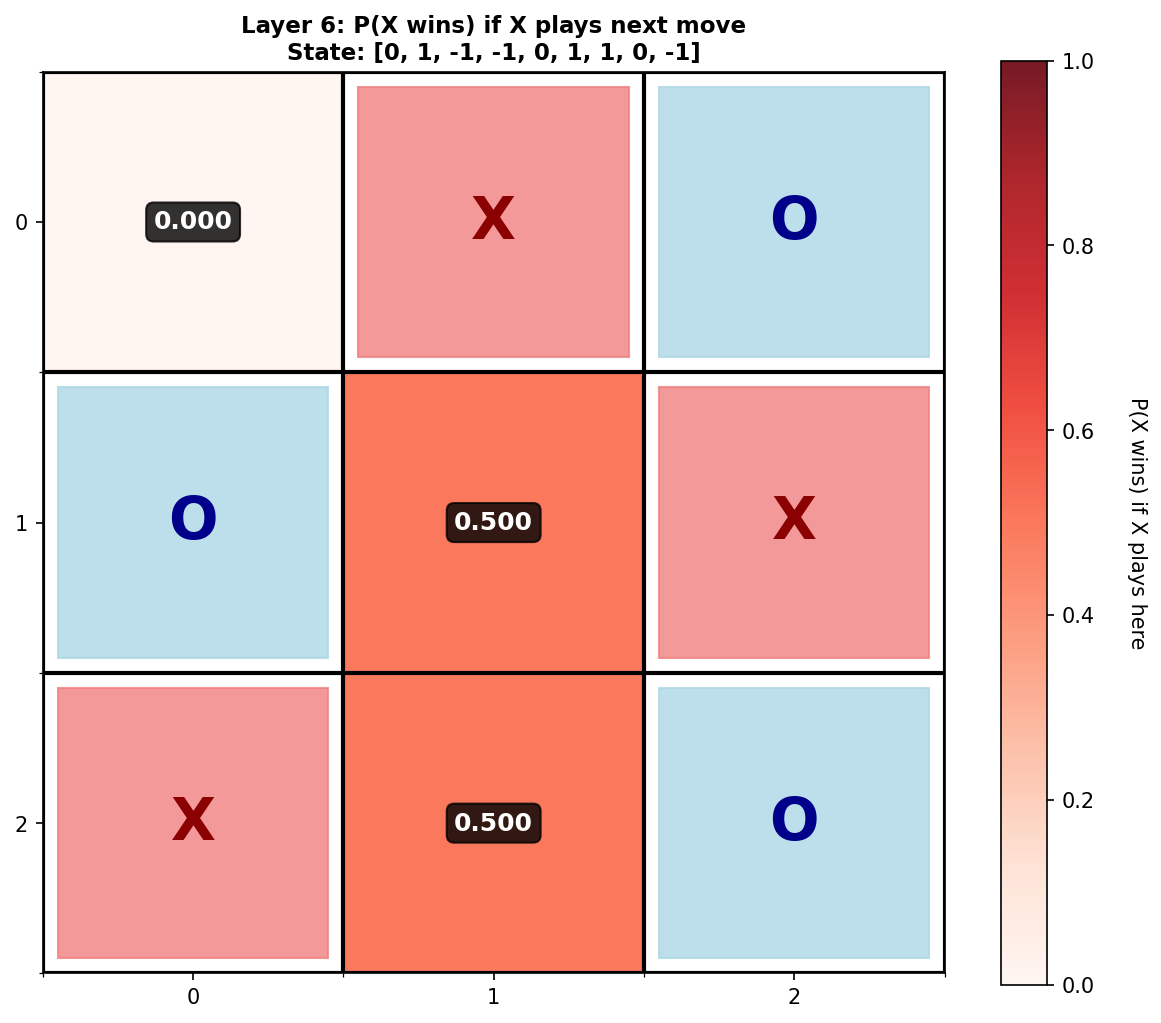 Layer 6: P(X wins) if X plays next move
State: [0, 1, -1, -1, 0, 1, 1, 0, -1]
0
0.000
X
O
1
O
0.500
X
2
X
0.500
O
0
1
2
1.0
0.8
0.6
0.4
0.2
0.0
P(X wins) if X plays here